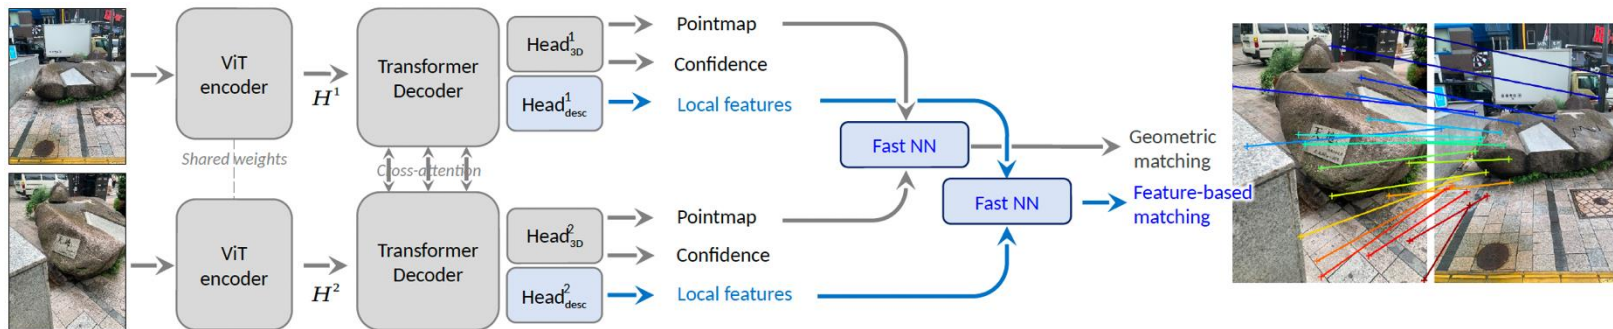 ViT
encoder
H¹
Transformer
Decoder
Head¹3D
Head¹desc
Pointmap
Confidence
Local features
Shared weights
Cross-attention
ViT
encoder
H²
Transformer
Decoder
Head²3D
Head²desc
Pointmap
Confidence
Local features
Fast NN
Fast NN
Geometric
matching
Feature-based
matching